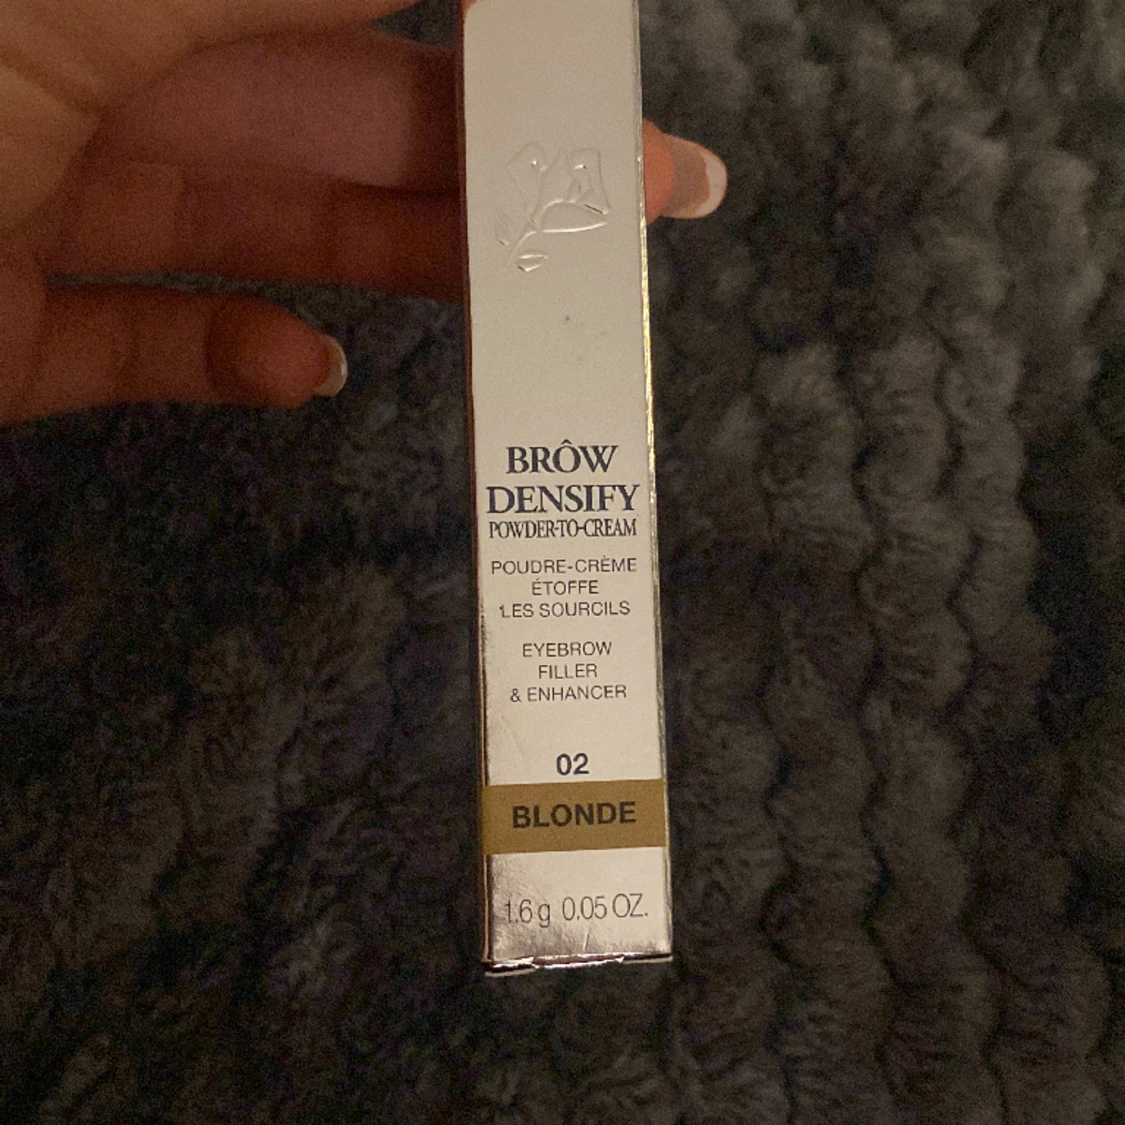 BRÔW
DENSIFY
POWDER-TO-CREAM
POUDRE-CRÈME
ÉTOFFE
LES SOURCILS
EYEBROW
FILLER
& ENHANCER
02
BLONDE
1.6 g 0.05 OZ.